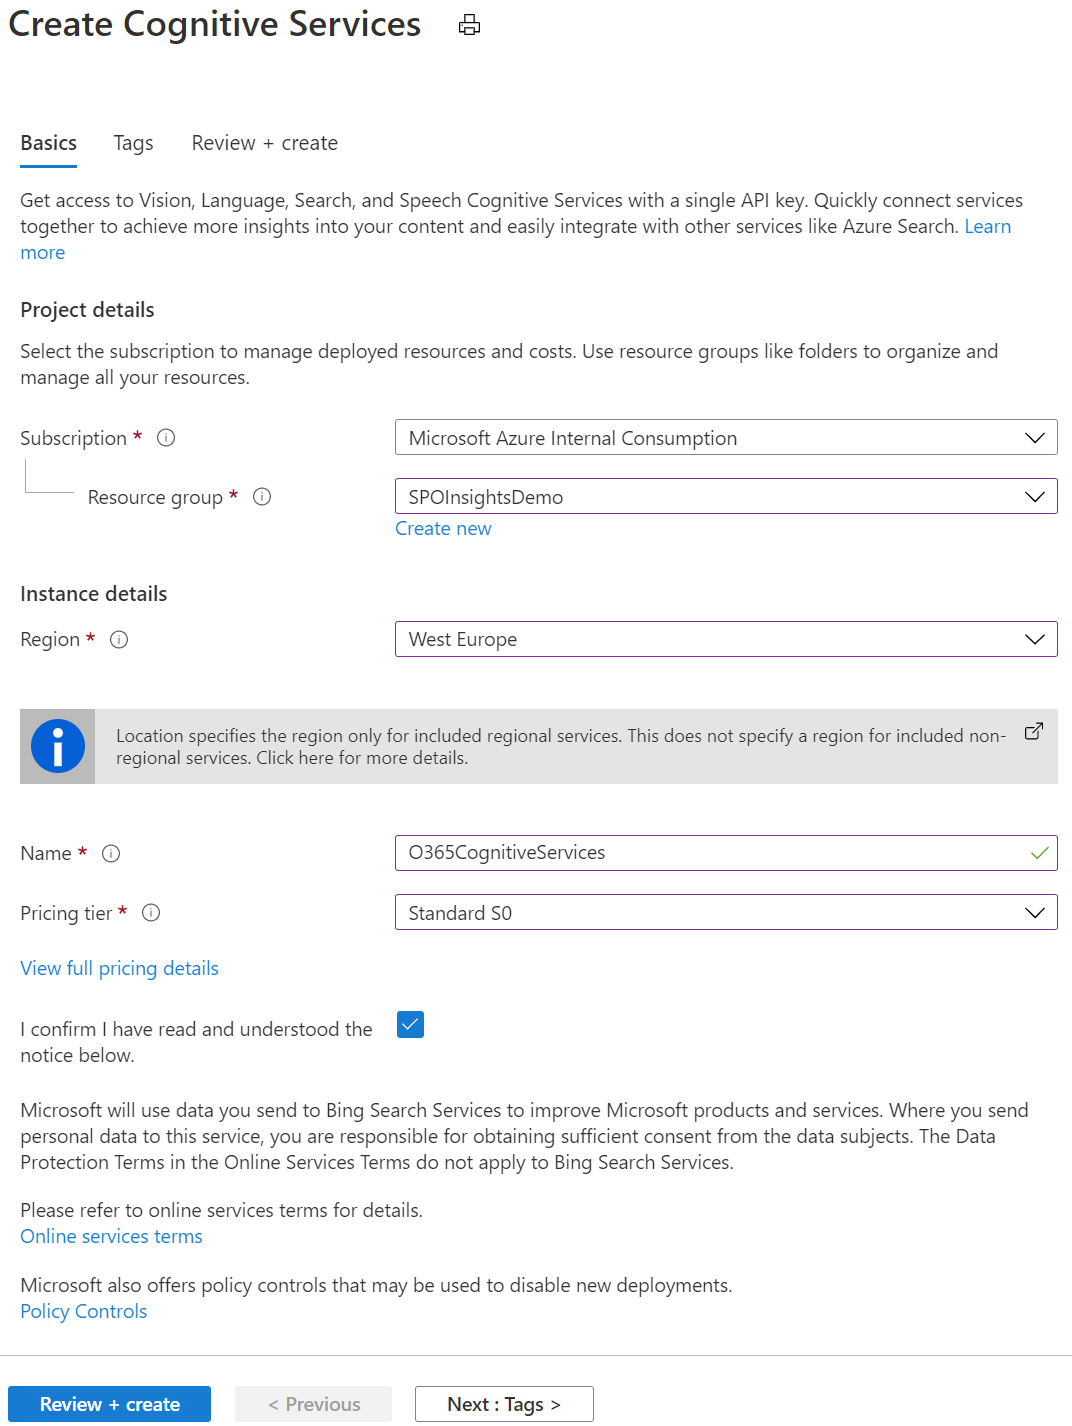 Create Cognitive Services
Basics Tags Review + create
Get access to Vision, Language, Search, and Speech Cognitive Services with a single API key. Quickly connect services
together to achieve more insights into your content and easily integrate with other services like Azure Search. Learn
more
Project details
Select the subscription to manage deployed resources and costs. Use resource groups like folders to organize and
manage all your resources.
Subscription * Microsoft Azure Internal Consumption
Resource group * SPOInsightsDemo
Create new
Instance details
Region * West Europe
Location specifies the region only for included regional services. This does not specify a region for included non-
regional services. Click here for more details.
Name * O365CognitiveServices
Pricing tier * Standard S0
View full pricing details
I confirm I have read and understood the
notice below.
Microsoft will use data you send to Bing Search Services to improve Microsoft products and services. Where you send
personal data to this service, you are responsible for obtaining sufficient consent from the data subjects. The Data
Protection Terms in the Online Services Terms do not apply to Bing Search Services.
Please refer to online services terms for details.
Online services terms
Microsoft also offers policy controls that may be used to disable new deployments.
Policy Controls
Review + create < Previous Next : Tags >